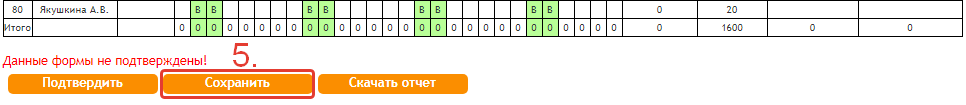 80 Якушкина А.В. В В В В В В В В 0 20
Итого 0 0 0 0 0 0 0 0 0 0 0 0 0 0 0 0 0 0 0 0 0 0 0 0 0 0 0 0 0 1600 0 0
5.
Данные формы не подтверждены!
Подтвердить Сохранить Скачать отчет